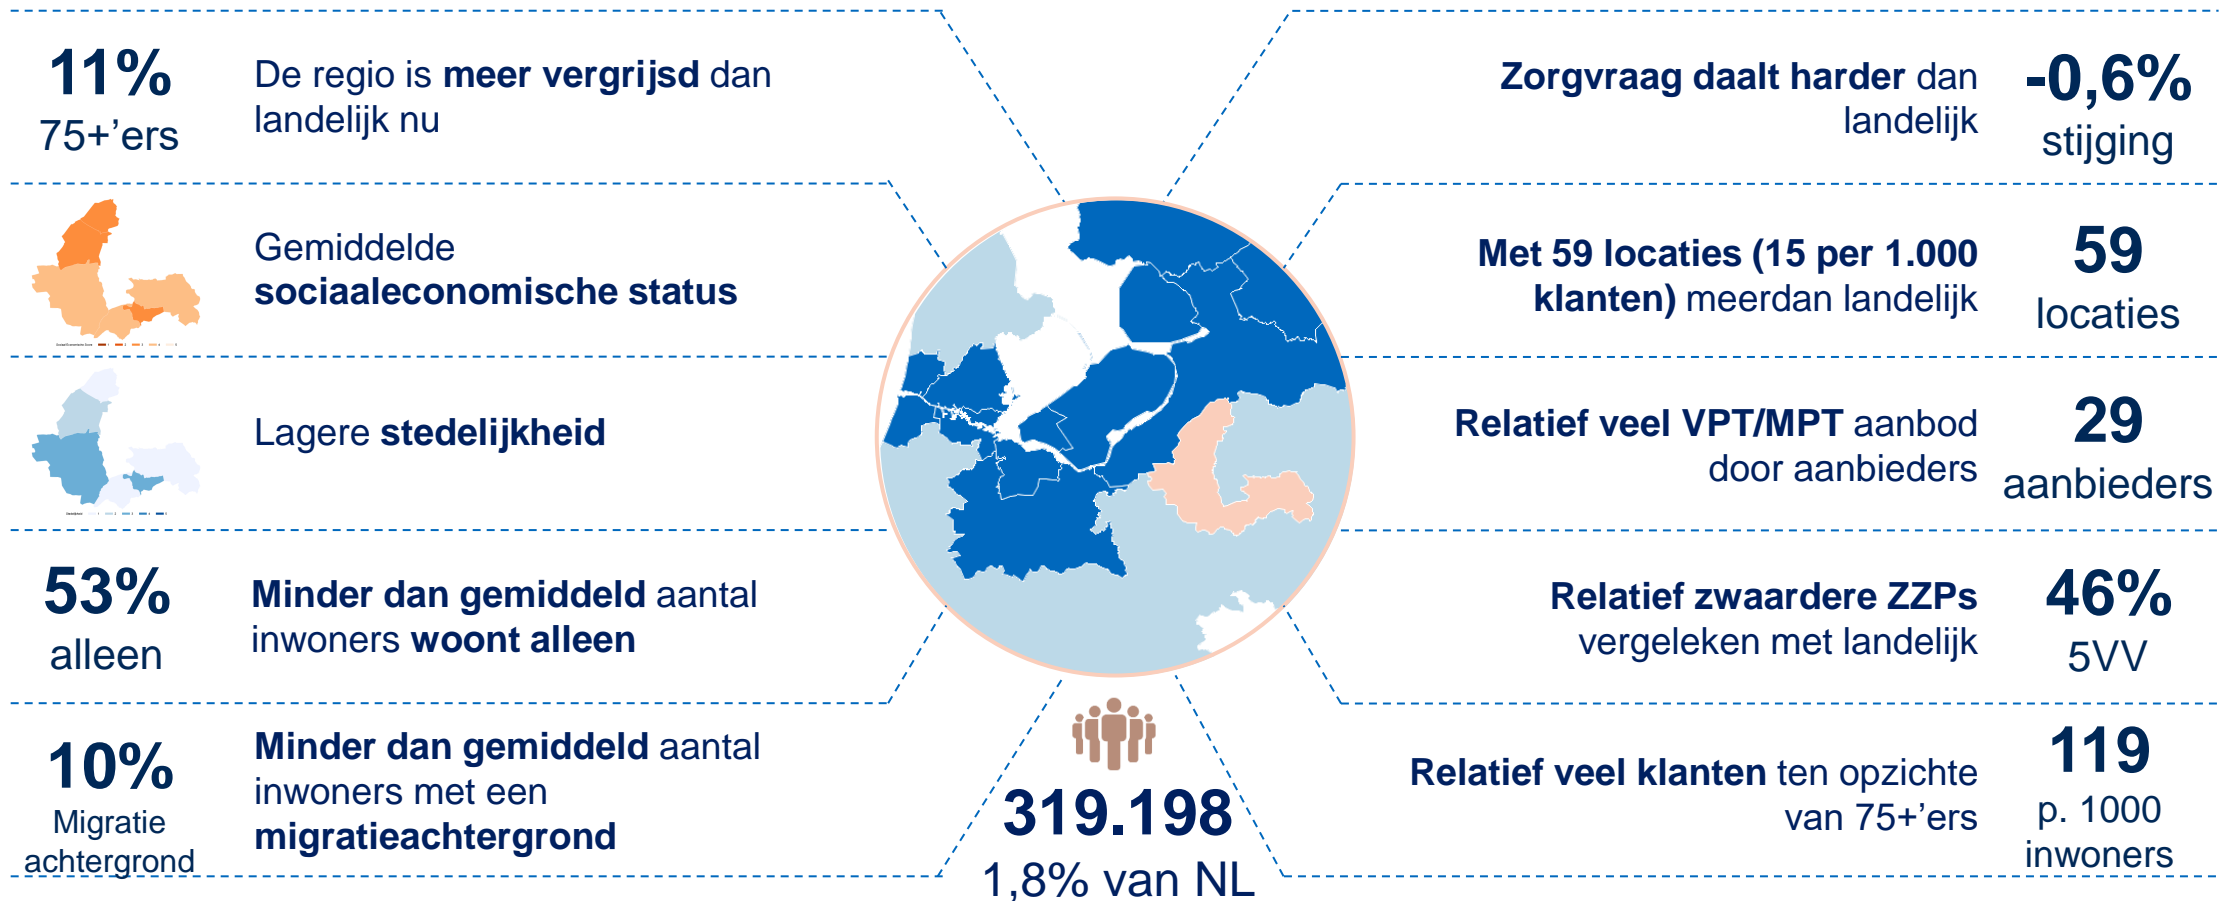 11%
75+'ers
De regio is meer vergrijsd dan
landelijk nu
Gemiddelde
sociaaleconomische status
Lagere stedelijkheid
53%
alleen
Minder dan gemiddeld aantal
inwoners woont alleen
10%
Migratie
achtergrond
Minder dan gemiddeld aantal
inwoners met een
migratieachtergrond
319.198
1,8% van NL
Zorgvraag daalt harder dan
landelijk
-0,6%
stijging
Met 59 locaties (15 per 1.000
klanten) meerdan landelijk
59
locaties
Relatief veel VPT/MPT aanbod
door aanbieders
29
aanbieders
Relatief zwaardere ZZPs
vergeleken met landelijk
46%
5VV
Relatief veel klanten ten opzichte
van 75+'ers
119
p. 1000
inwoners